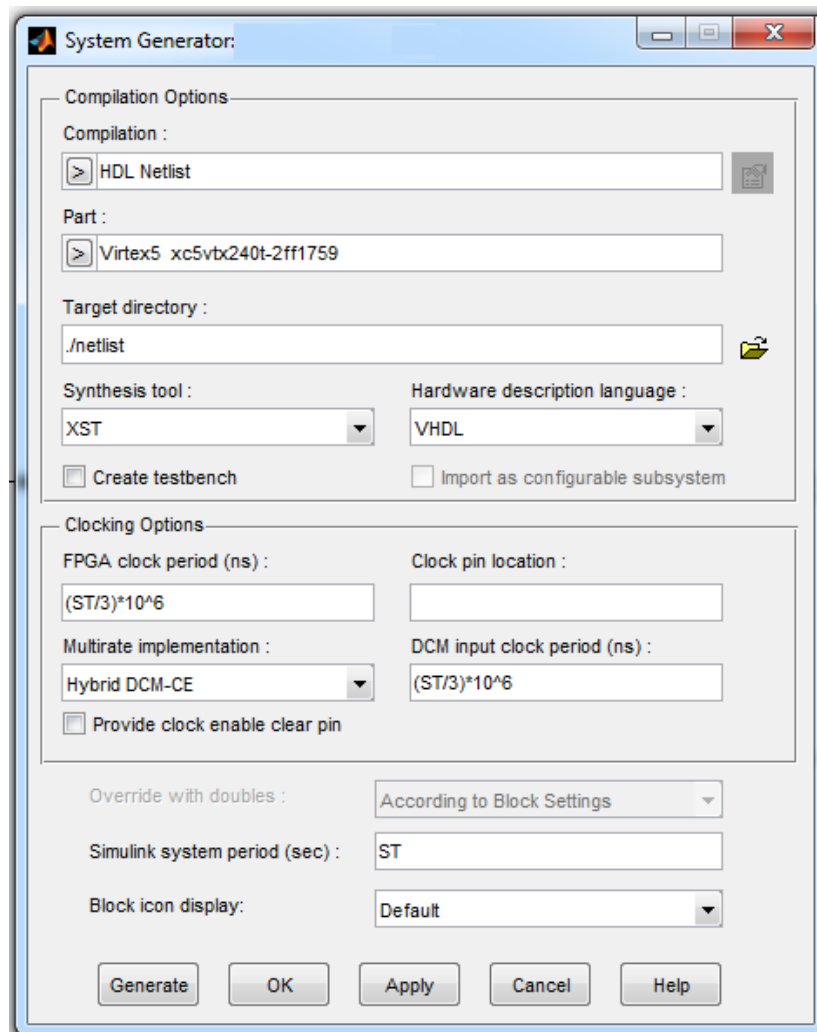 System Generator:
Compilation Options
Compilation :
> HDL Netlist
Part :
> Virtex5 xc5vtx240t-2ff1759
Target directory :
./netlist
Synthesis tool : Hardware description language :
XST VHDL
Create testbench Import as configurable subsystem
Clocking Options
FPGA clock period (ns) : Clock pin location :
(ST/3)*10^6
Multirate implementation : DCM input clock period (ns) :
Hybrid DCM-CE (ST/3)*10^6
Provide clock enable clear pin
Override with doubles : According to Block Settings
Simulink system period (sec) : ST
Block icon display: Default
Generate OK Apply Cancel Help